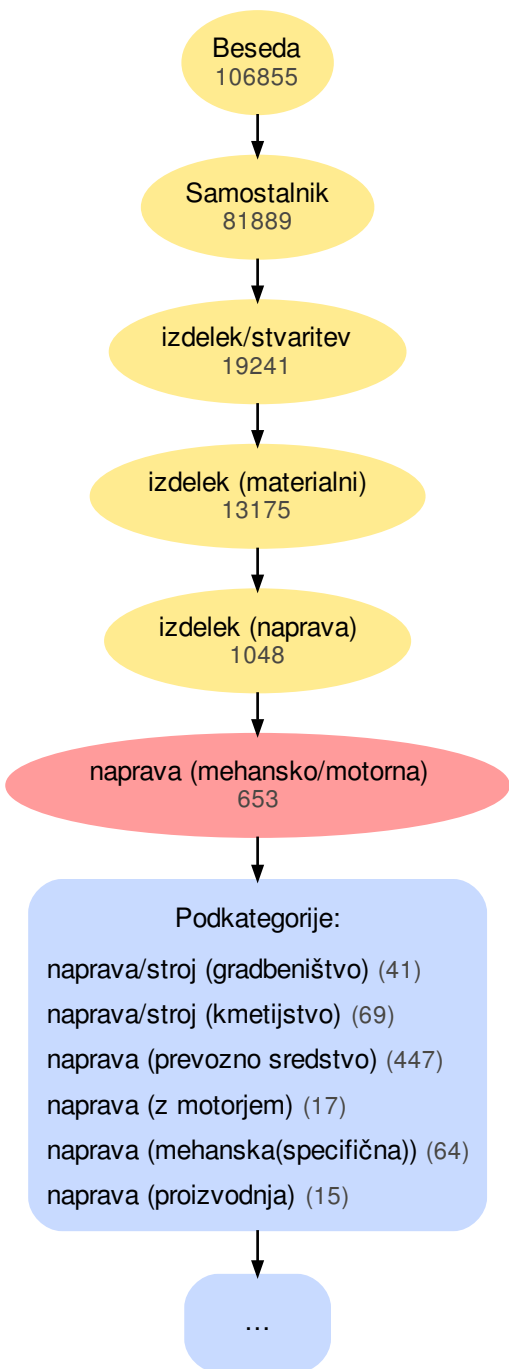 Beseda
106855
Samostalnik
81889
izdelek/stvaritev
19241
izdelek (materialni)
13175
izdelek (naprava)
1048
naprava (mehansko/motorna)
653
Podkategorije:
naprava/stroj (gradbeništvo) (41)
naprava/stroj (kmetijstvo) (69)
naprava (prevozno sredstvo) (447)
naprava (z motorjem) (17)
naprava (mehanska(specifična)) (64)
naprava (proizvodnja) (15)
...